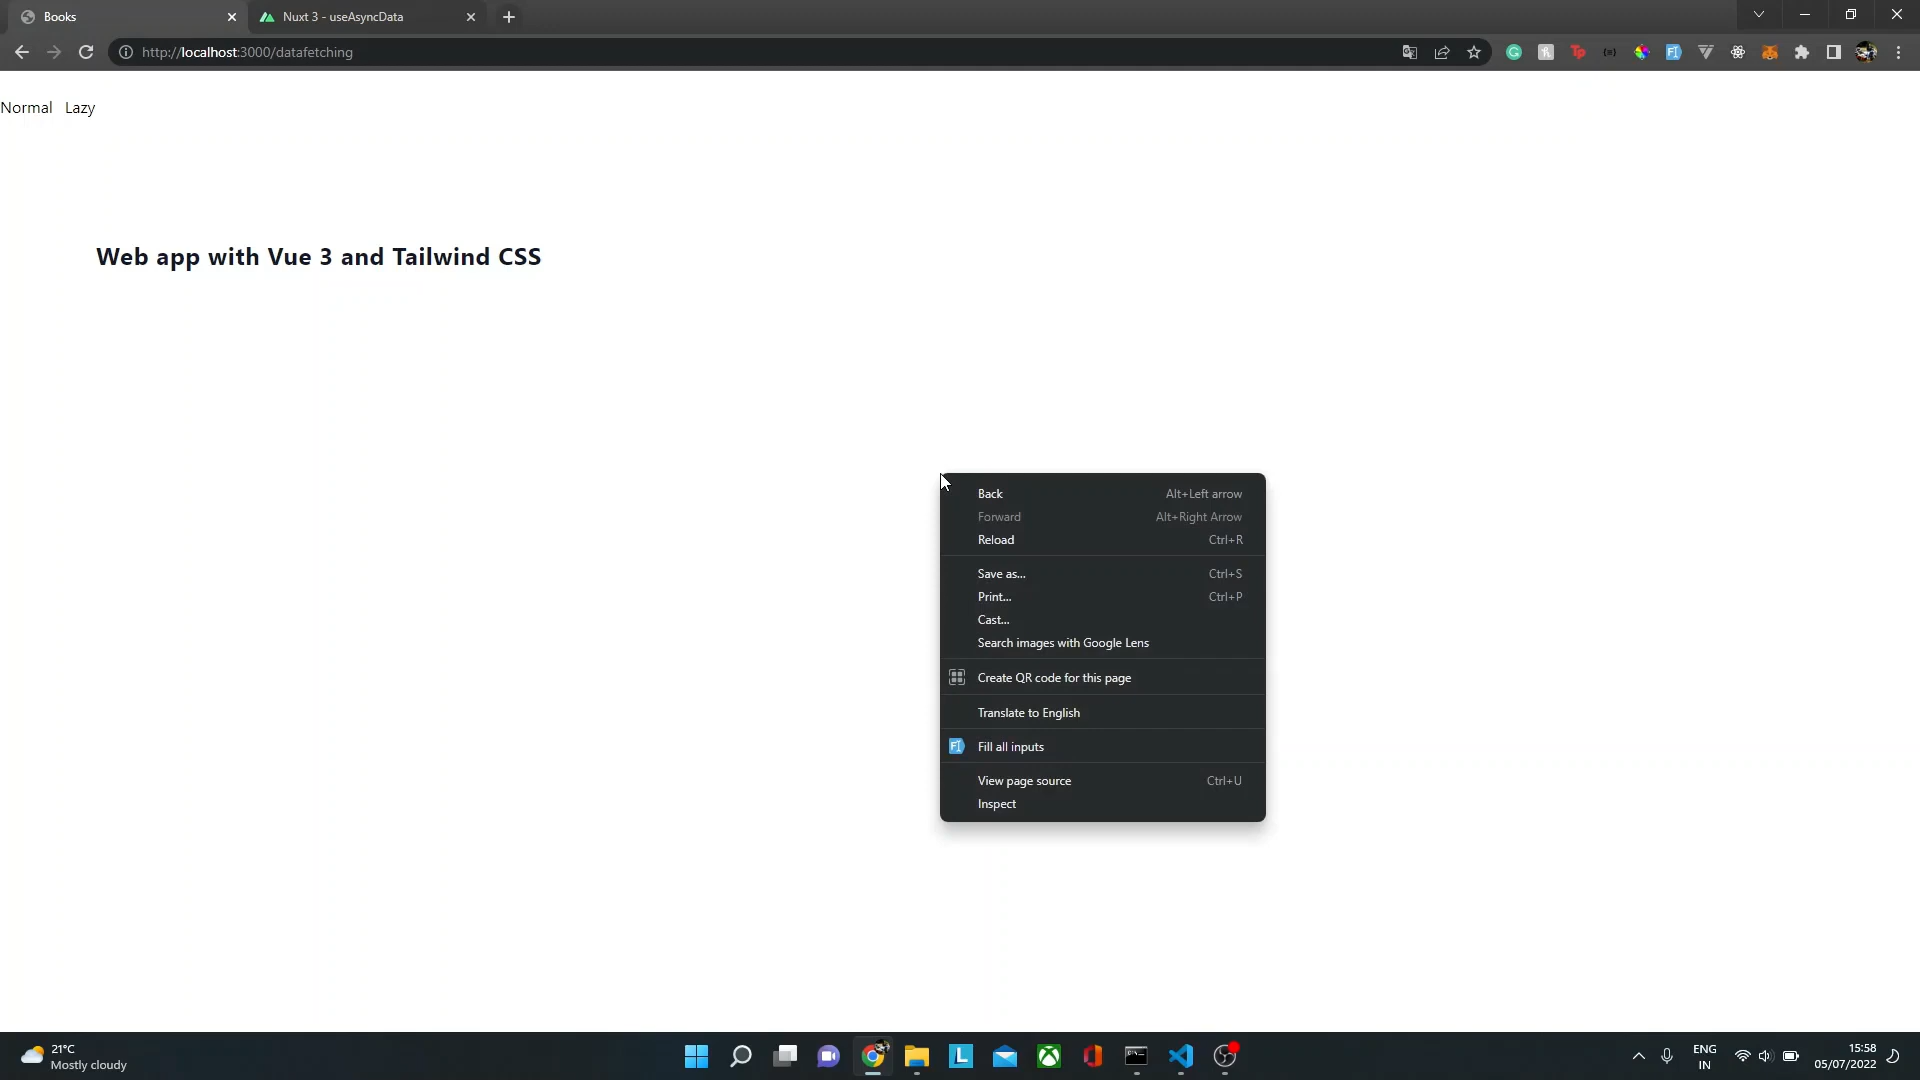 Books
Nuxt 3 - useAsyncData
http://localhost:3000/datafetching
Normal Lazy
Web app with Vue 3 and Tailwind CSS
Back Alt+Left arrow
Forward Alt+Right Arrow
Reload Ctrl+R
Save as... Ctrl+S
Print... Ctrl+P
Cast...
Search images with Google Lens
Create QR code for this page
Translate to English
Fill all inputs
View page source Ctrl+U
Inspect
21°C
Mostly cloudy
ENG
IN
15:58
05/07/2022